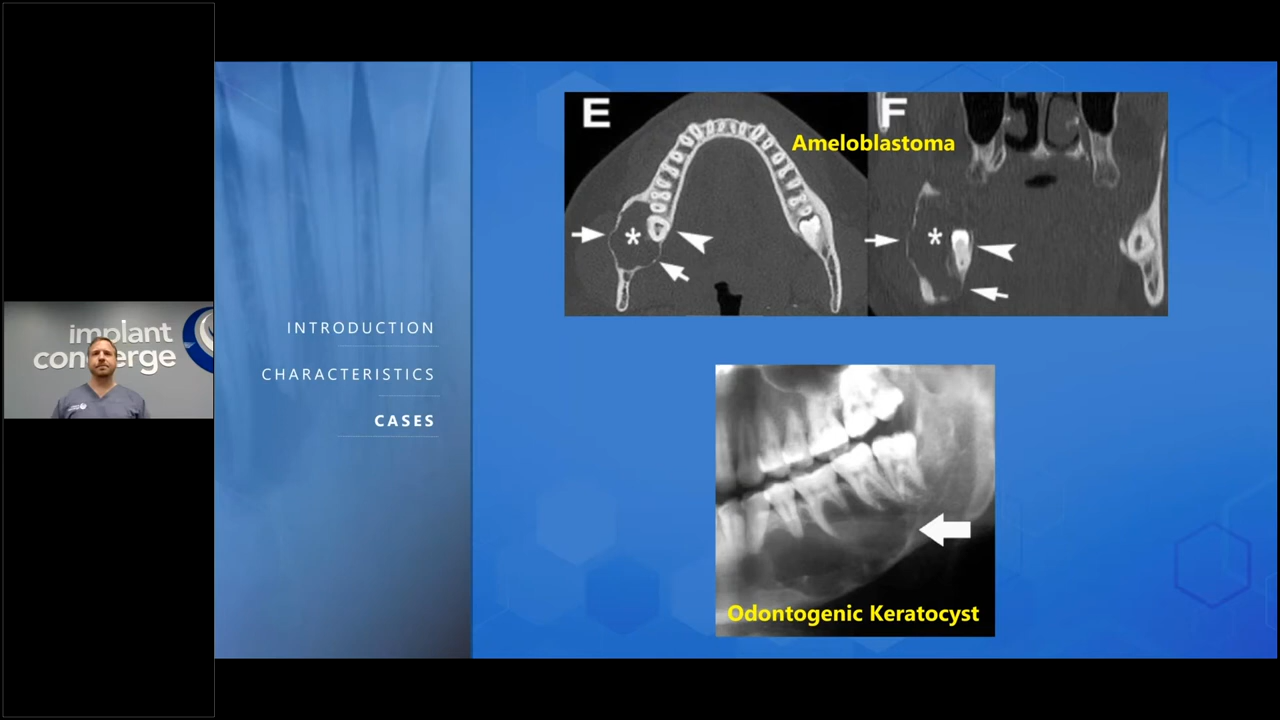 implant
concierge
INTRODUCTION
CHARACTERISTICS
CASES
E
F
Ameloblastoma
*
*
Odontogenic Keratocyst